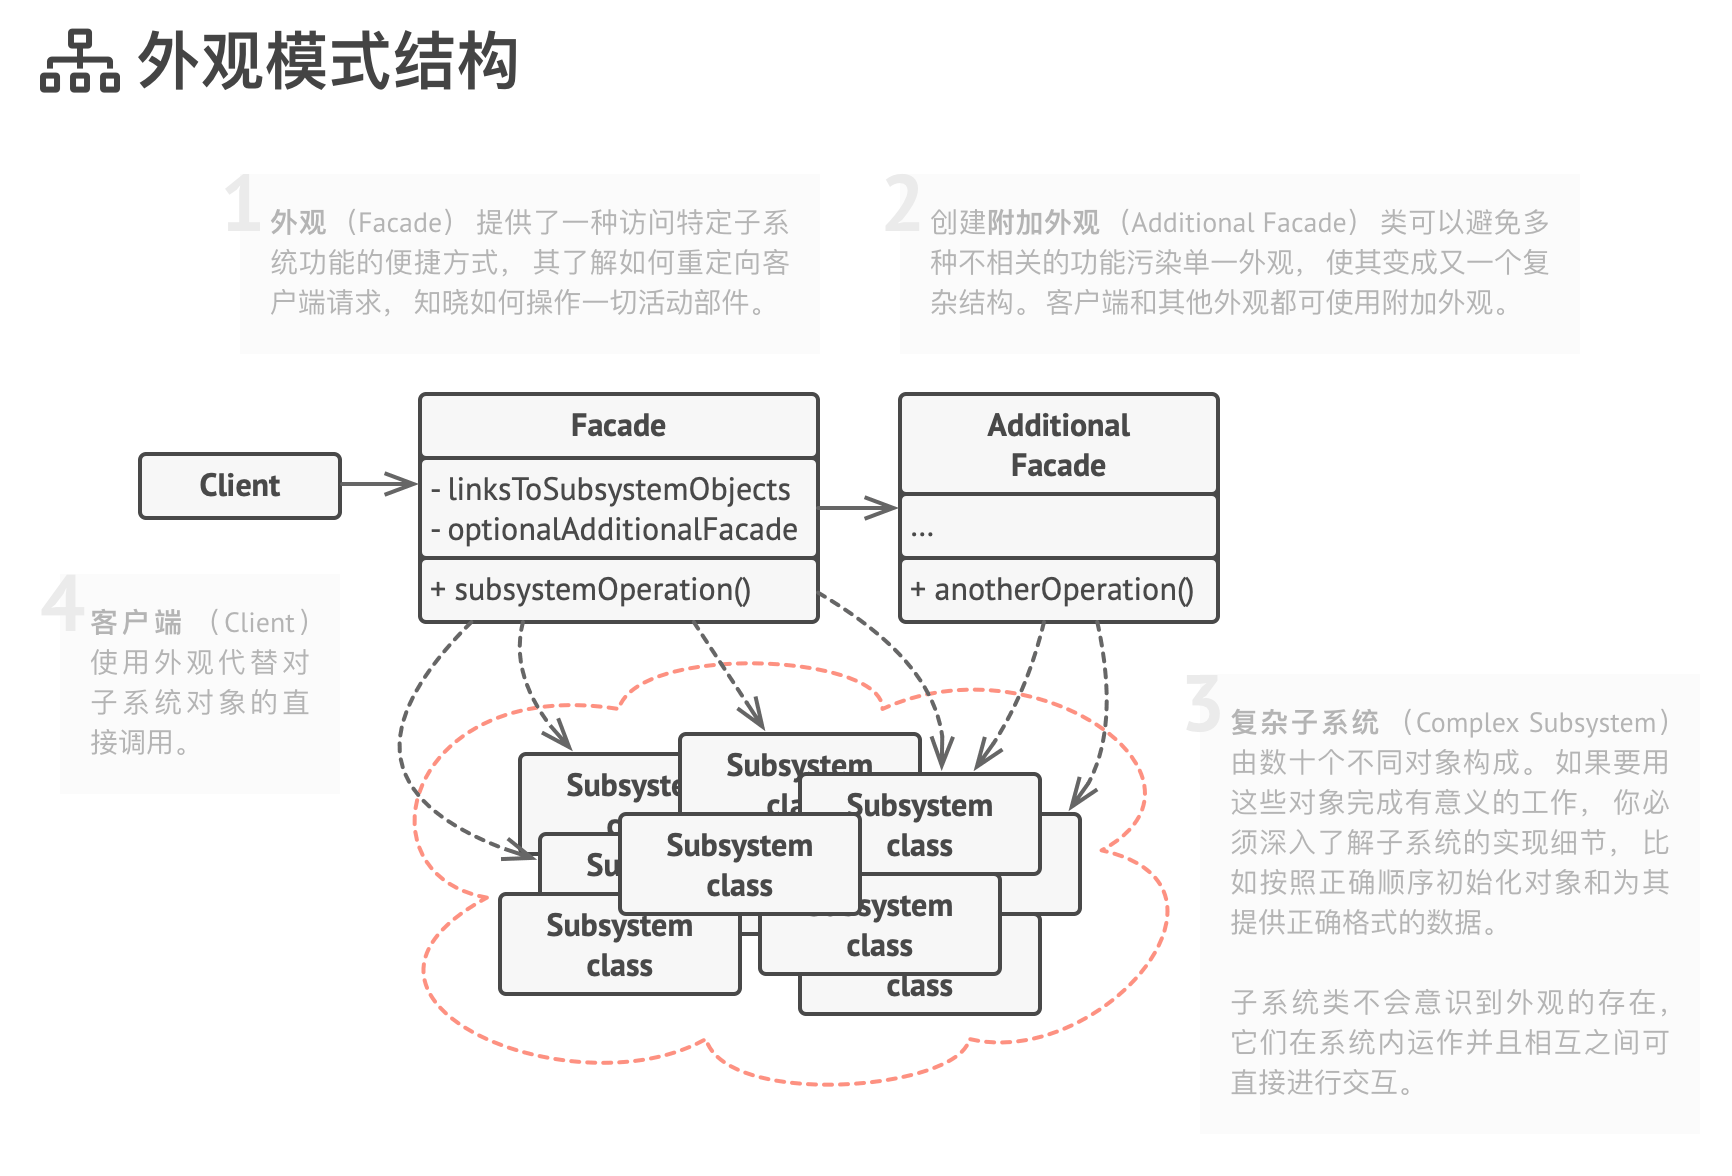 外观模式结构
1
外观（Facade）提供了一种访问特定子系
统功能的便捷方式， 其了解如何重定向客
户端请求， 知晓如何操作一切活动部件。
2
创建附加外观（Additional Facade）类可以避免多
种不相关的功能污染单一外观， 使其变成又一个复
杂结构。客户端和其他外观都可使用附加外观。
Client
Facade
- linksToSubsystemObjects
- optionalAdditionalFacade
+ subsystemOperation()
Additional
Facade
...
+ anotherOperation()
4
客户端（Client）
使用外观代替对
子系统对象的直
接调用。
3
复杂子系统（Complex Subsystem）
由数十个不同对象构成。如果要用
这些对象完成有意义的工作， 你必
须深入了解子系统的实现细节， 比
如按照正确顺序初始化对象和为其
提供正确格式的数据。
子系统类不会意识到外观的存在，
它们在系统内运作并且相互之间可
直接进行交互。
Subsystem
Subsystem
class
Subsystem
class
Subsystem
class
class
class